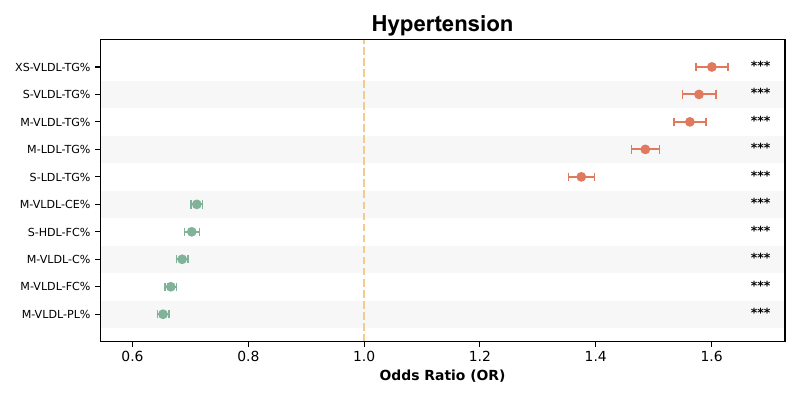 Hypertension
XS-VLDL-TG% ***
S-VLDL-TG% ***
M-VLDL-TG% ***
M-LDL-TG% ***
S-LDL-TG% ***
M-VLDL-CE% ***
S-HDL-FC% ***
M-VLDL-C% ***
M-VLDL-FC% ***
M-VLDL-PL% ***
0.6 0.8 1.0 1.2 1.4 1.6
Odds Ratio (OR)